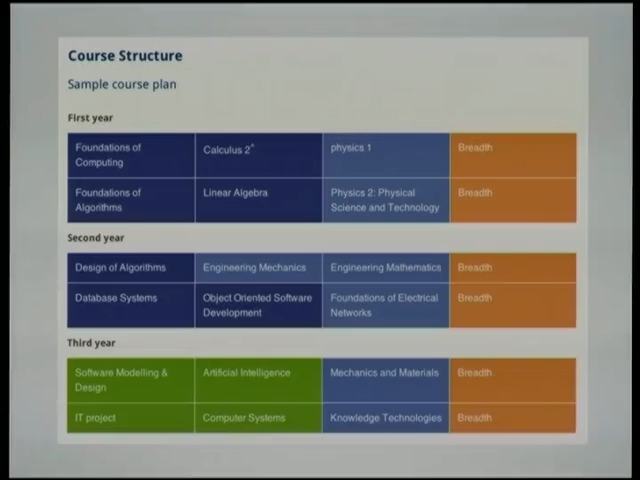 Course Structure
Sample course plan
First year
Foundations of Computing
Calculus 2^
physics 1
Breadth
Foundations of Algorithms
Linear Algebra
Physics 2: Physical Science and Technology
Breadth
Second year
Design of Algorithms
Engineering Mechanics
Engineering Mathematics
Breadth
Database Systems
Object Oriented Software Development
Foundations of Electrical Networks
Breadth
Third year
Software Modelling & Design
Artificial Intelligence
Mechanics and Materials
Breadth
IT project
Computer Systems
Knowledge Technologies
Breadth